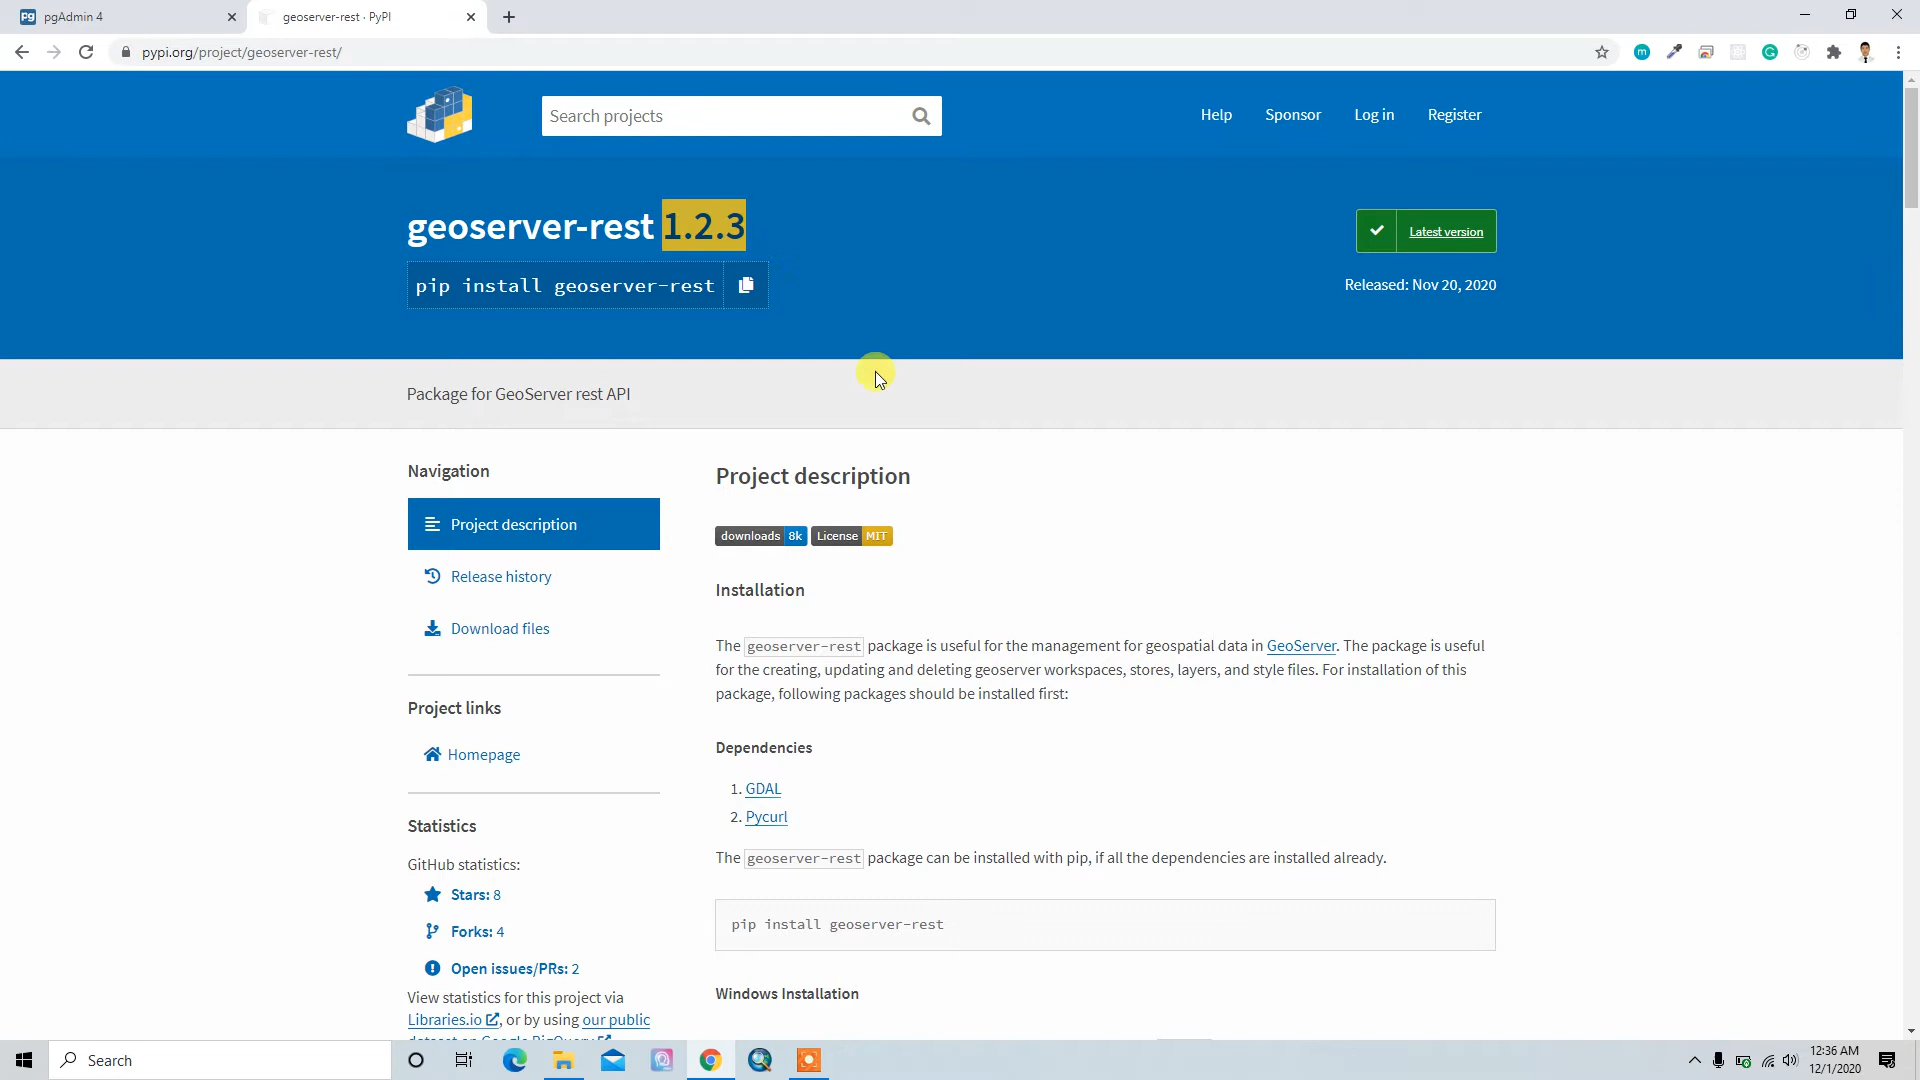 pgAdmin 4
geoserver-rest · PyPI
pypi.org/project/geoserver-rest/
Search projects
Help
Sponsor
Log in
Register
geoserver-rest 1.2.3
Latest version
pip install geoserver-rest
Released: Nov 20, 2020
Package for GeoServer rest API
Navigation
Project description
Release history
Download files
Project links
Homepage
Statistics
GitHub statistics:
Stars: 8
Forks: 4
Open issues/PRs: 2
View statistics for this project via
Libraries.io, or by using our public
dataset on Google BigQuery
Project description
downloads 8k License MIT
Installation
The geoserver-rest package is useful for the management for geospatial data in GeoServer. The package is useful
for the creating, updating and deleting geoserver workspaces, stores, layers, and style files. For installation of this
package, following packages should be installed first:
Dependencies
1. GDAL
2. Pycurl
The geoserver-rest package can be installed with pip, if all the dependencies are installed already.
pip install geoserver-rest
Windows Installation
Search
12:36 AM
12/1/2020